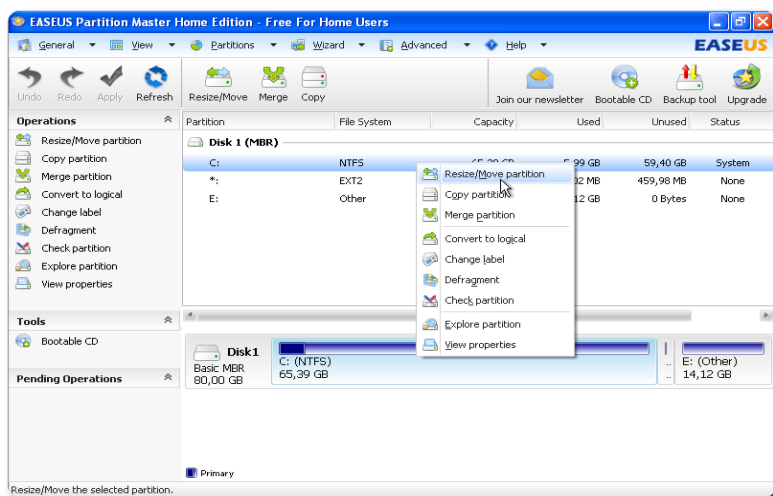 EASEUS Partition Master Home Edition - Free For Home Users
General View Partitions Wizard Advanced Help EASEUS
Undo Redo Apply Refresh Resize/Move Merge Copy Join our newsletter Bootable CD Backup tool Upgrade
Operations
Resize/Move partition
Copy partition
Merge partition
Convert to logical
Change label
Defragment
Check partition
Explore partition
View properties
Tools
Bootable CD
Pending Operations
Partition File System Capacity Used Unused Status
Disk 1 (MBR)
C: NTFS 59,40 GB System
*: EXT2 459,98 MB None
E: Other 0 Bytes None
Resize/Move partition
Copy partition
Merge partition
Convert to logical
Change label
Defragment
Check partition
Explore partition
View properties
Disk1
Basic MBR
80,00 GB
C: (NTFS)
65,39 GB
..
..
E: (Other)
14,12 GB
Primary
Resize/Move the selected partition.